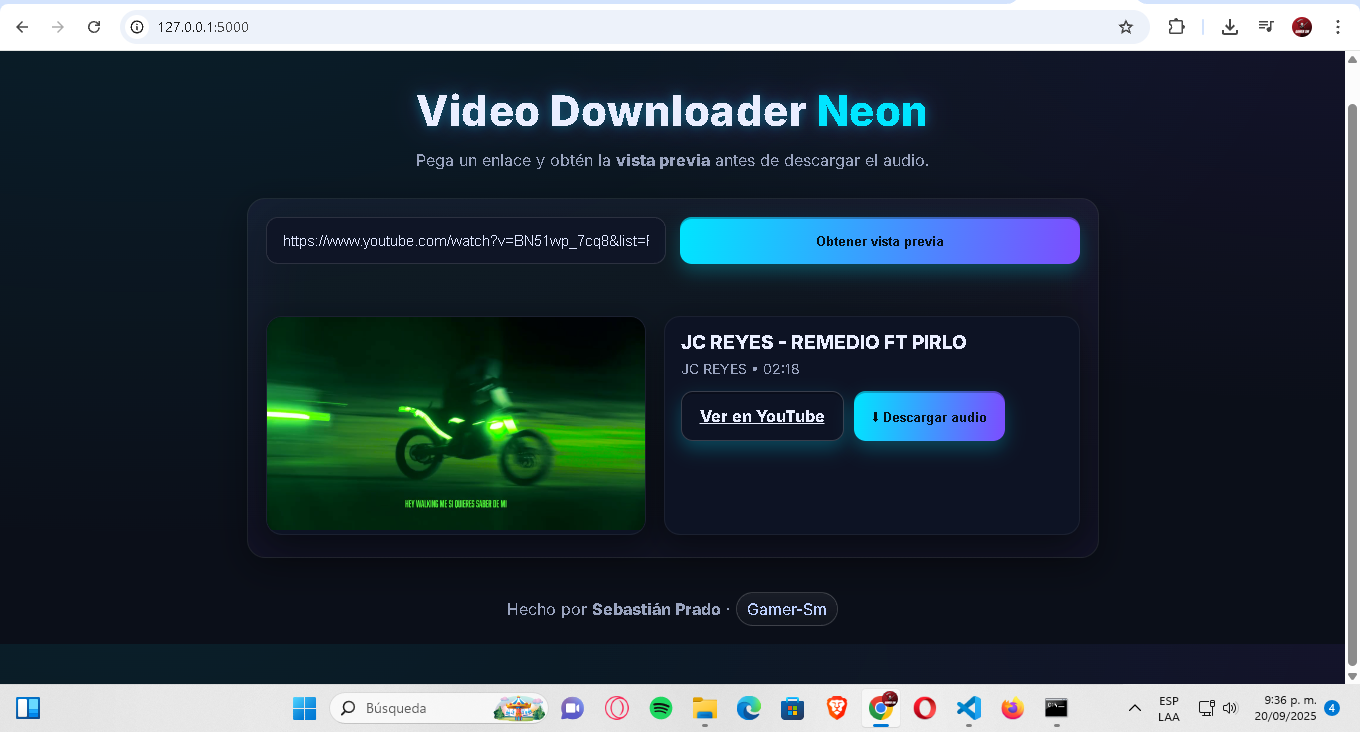 127.0.0.1:5000
Video Downloader Neon
Pega un enlace y obtén la vista previa antes de descargar el audio.
https://www.youtube.com/watch?v=BN51wp_7cq8&list=F
Obtener vista previa
HEY WALKING ME SI QUIERES SABER DE MI
JC REYES - REMEDIO FT PIRLO
JC REYES • 02:18
Ver en YouTube
⬇ Descargar audio
Hecho por Sebastián Prado · Gamer-Sm
Búsqueda
ESP
LAA
9:36 p. m.
20/09/2025
4